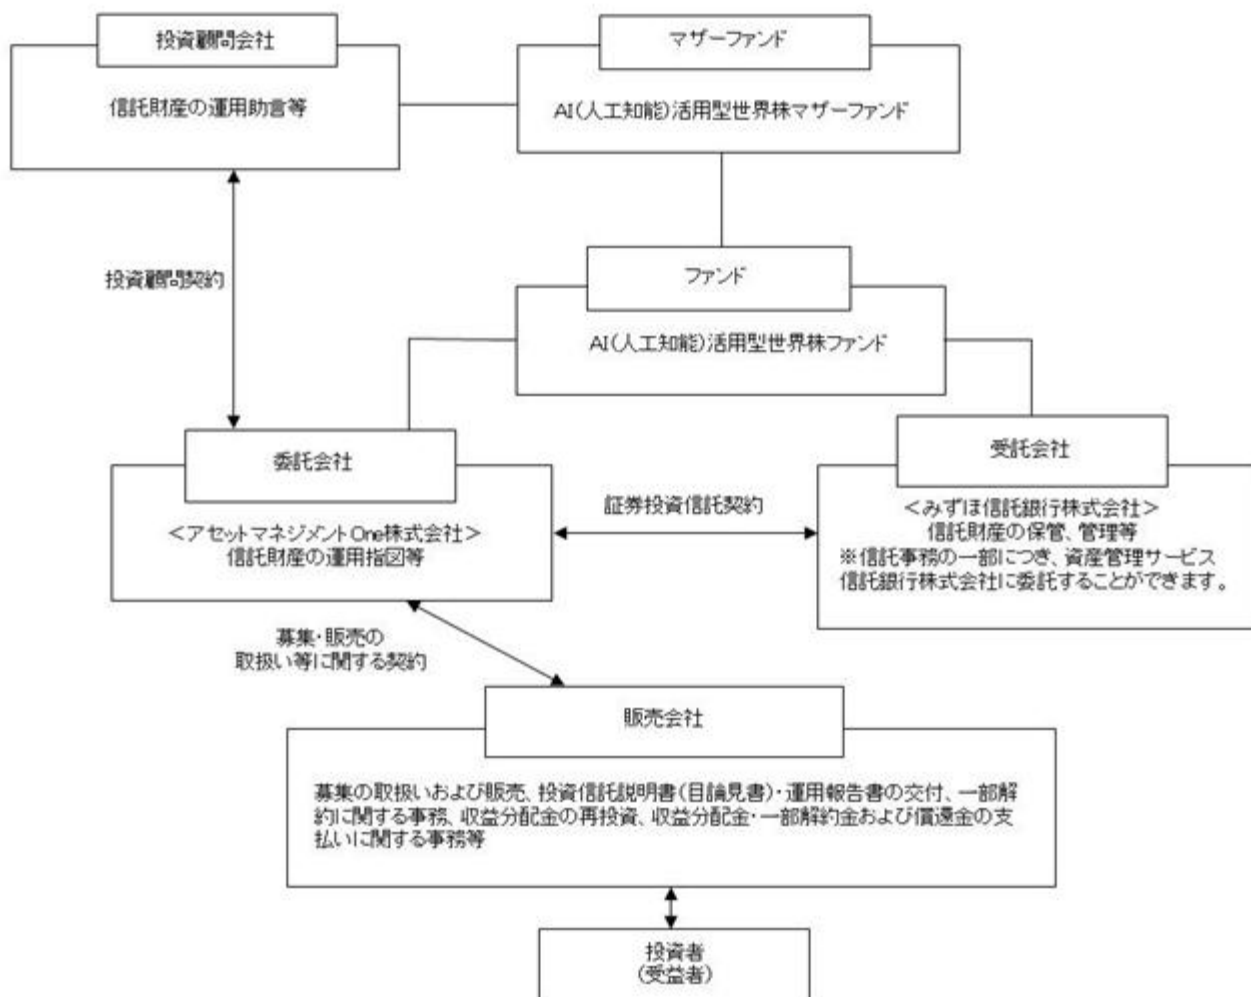 投資顧問会社
信託財産の運用助言等
マザーファンド
AI(人工知能)活用型世界株マザーファンド
投資顧問契約
ファンド
AI(人工知能)活用型世界株ファンド
委託会社
＜アセットマネジメントOne株式会社＞
信託財産の運用指図等
証券投資信託契約
受託会社
＜みずほ信託銀行株式会社＞
信託財産の保管、管理等
※信託事務の一部につき、資産管理サービス
信託銀行株式会社に委託することができます。
募集・販売の
取扱い等に関する契約
販売会社
募集の取扱いおよび販売、投資信託説明書(目論見書)・運用報告書の交付、一部解
約に関する事務、収益分配金の再投資、収益分配金・一部解約金および償還金の支
払いに関する事務等
投資者
(受益者)